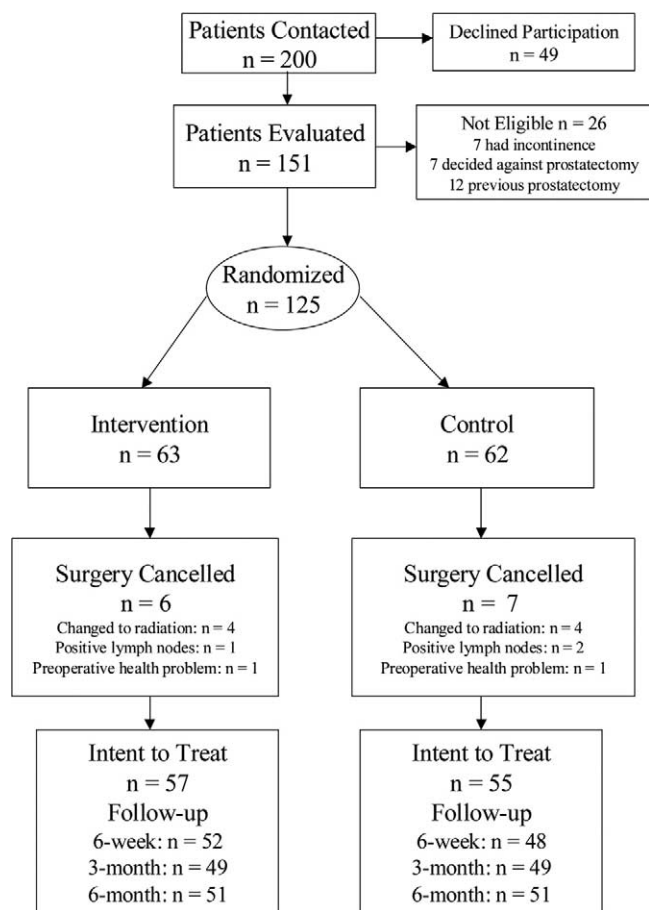 Patients Contacted
n = 200
Declined Participation
n = 49
Patients Evaluated
n = 151
Not Eligible n = 26
7 had incontinence
7 decided against prostatectomy
12 previous prostatectomy
Randomized
n = 125
Intervention
n = 63
Control
n = 62
Surgery Cancelled
n = 6
Changed to radiation: n = 4
Positive lymph nodes: n = 1
Preoperative health problem: n = 1
Surgery Cancelled
n = 7
Changed to radiation: n = 4
Positive lymph nodes: n = 2
Preoperative health problem: n = 1
Intent to Treat
n = 57
Follow-up
6-week: n = 52
3-month: n = 49
6-month: n = 51
Intent to Treat
n = 55
Follow-up
6-week: n = 48
3-month: n = 49
6-month: n = 51